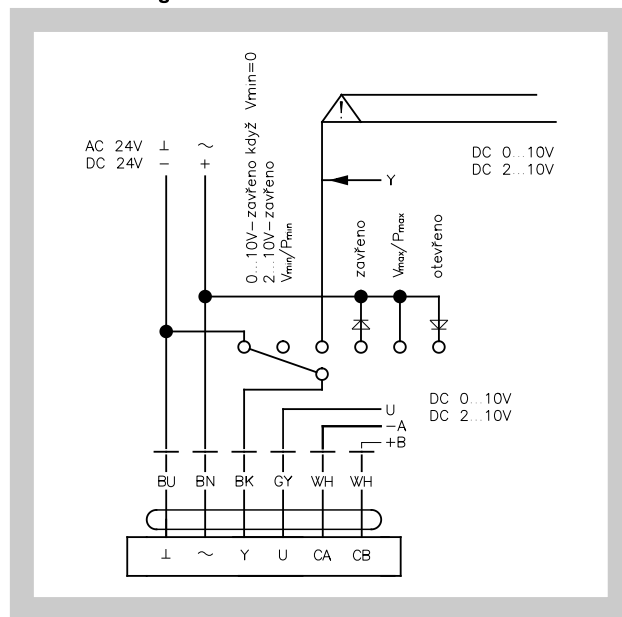 AC 24V ⊥ ~
DC 24V − +
0...10V–zavřeno když Vmin=0
2...10V–zavřeno
Vmin/Pmin
!
DC 0...10V
DC 2...10V
Y
zavřeno
Vmax/Pmax
otevřeno
U
−A
+B
DC 0...10V
DC 2...10V
BU BN BK GY WH WH
⊥ ~ Y U CA CB